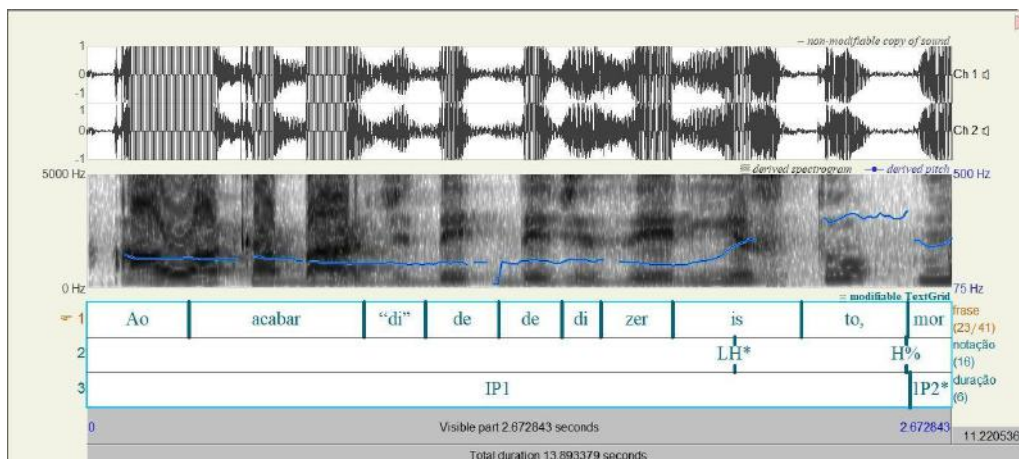 1
– non-modifiable copy of sound
0
Ch 1
-1
1
0
Ch 2
-1
5000 Hz
derived spectrogram
derived pitch
500 Hz
0 Hz
75 Hz
= modifiable TextGrid
1 Ao acabar “di” de de di zer is to, mor
frase (23/41)
2 LH* H%
notação (16)
3 IP1 IP2*
duração (6)
0 Visible part 2.672843 seconds 2.672843
11.220536
Total duration 13.893379 seconds